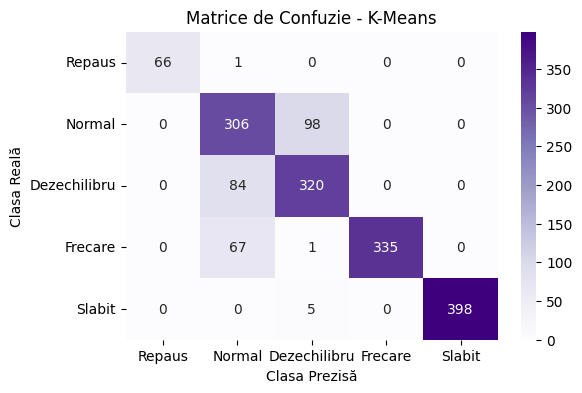 Matrice de Confuzie - K-Means
Clasa Reală
Repaus 66 1 0 0 0
Normal 0 306 98 0 0
Dezechilibru 0 84 320 0 0
Frecare 0 67 1 335 0
Slabit 0 0 5 0 398
Repaus Normal Dezechilibru Frecare Slabit
Clasa Prezisă
350
300
250
200
150
100
50
0